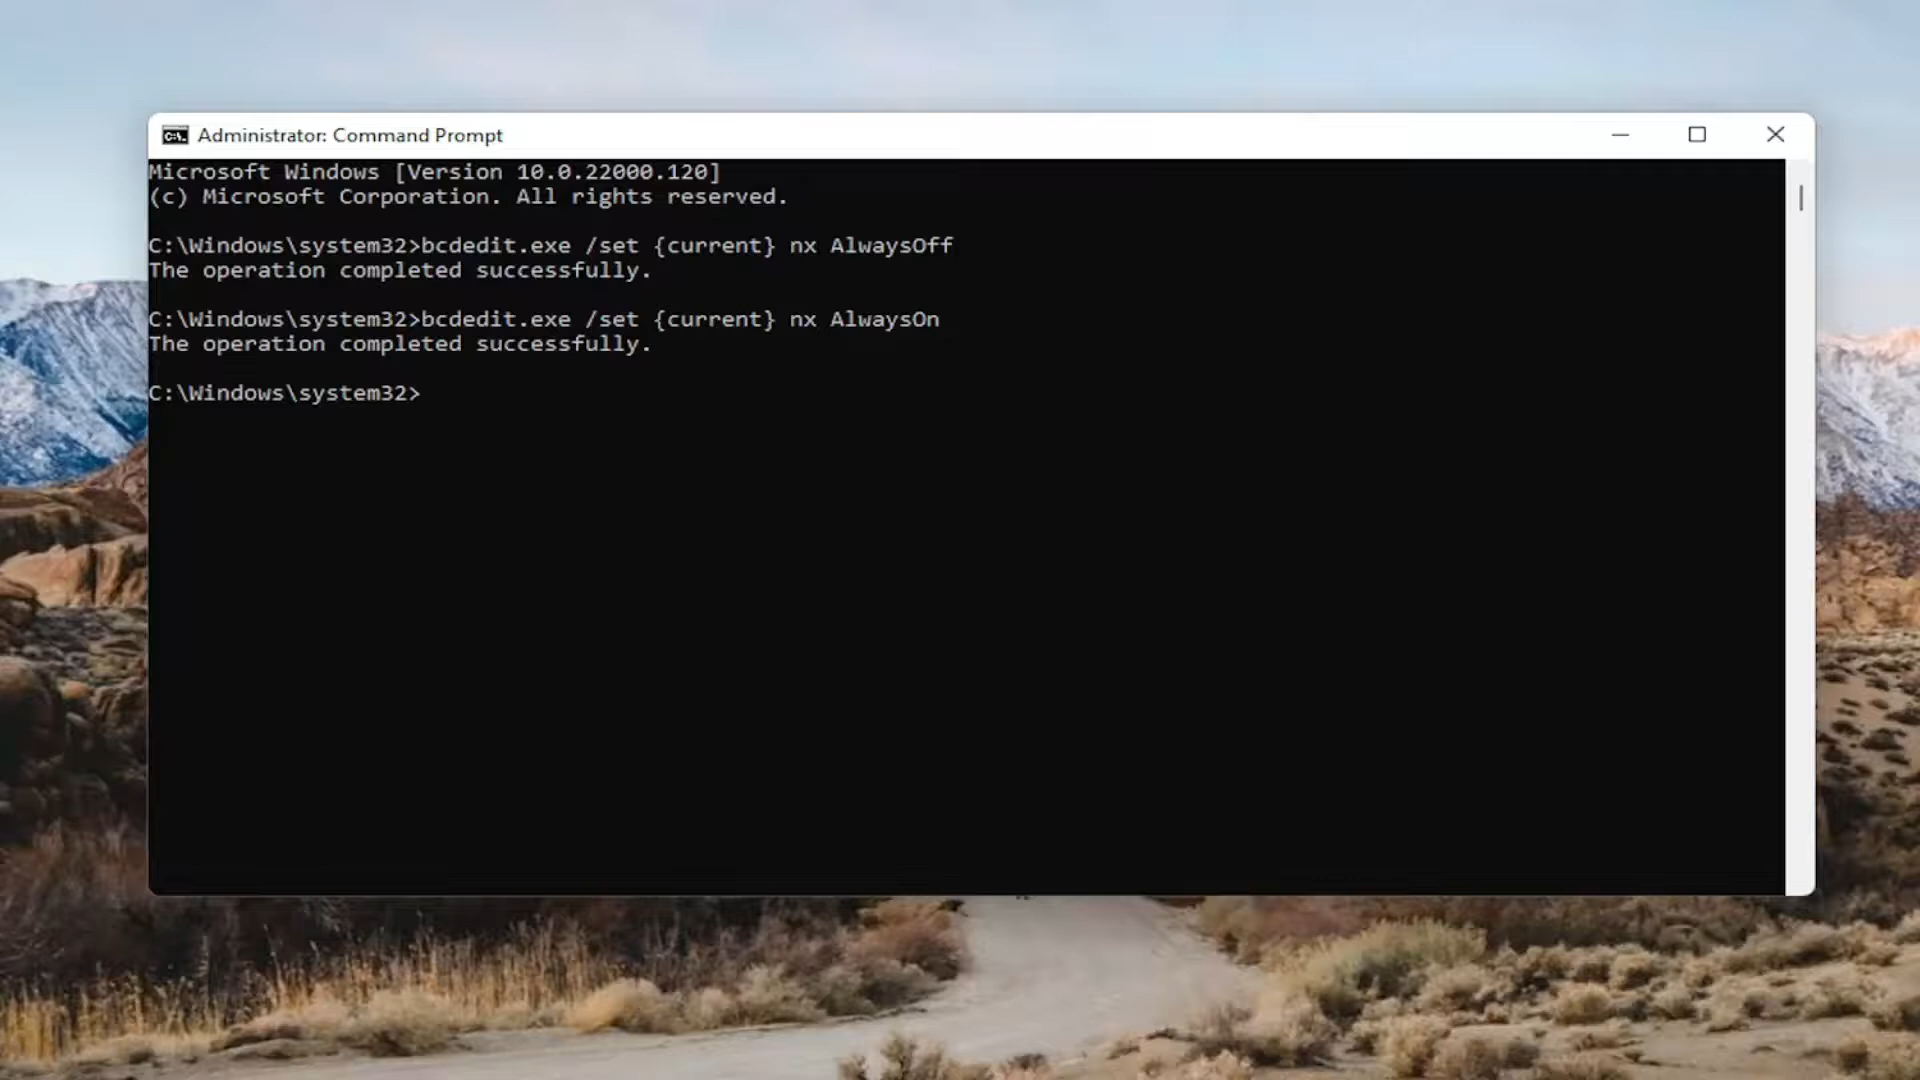 Administrator: Command Prompt
Microsoft Windows [Version 10.0.22000.120]
(c) Microsoft Corporation. All rights reserved.
C:\Windows\system32>bcdedit.exe /set {current} nx AlwaysOff
The operation completed successfully.
C:\Windows\system32>bcdedit.exe /set {current} nx AlwaysOn
The operation completed successfully.
C:\Windows\system32>